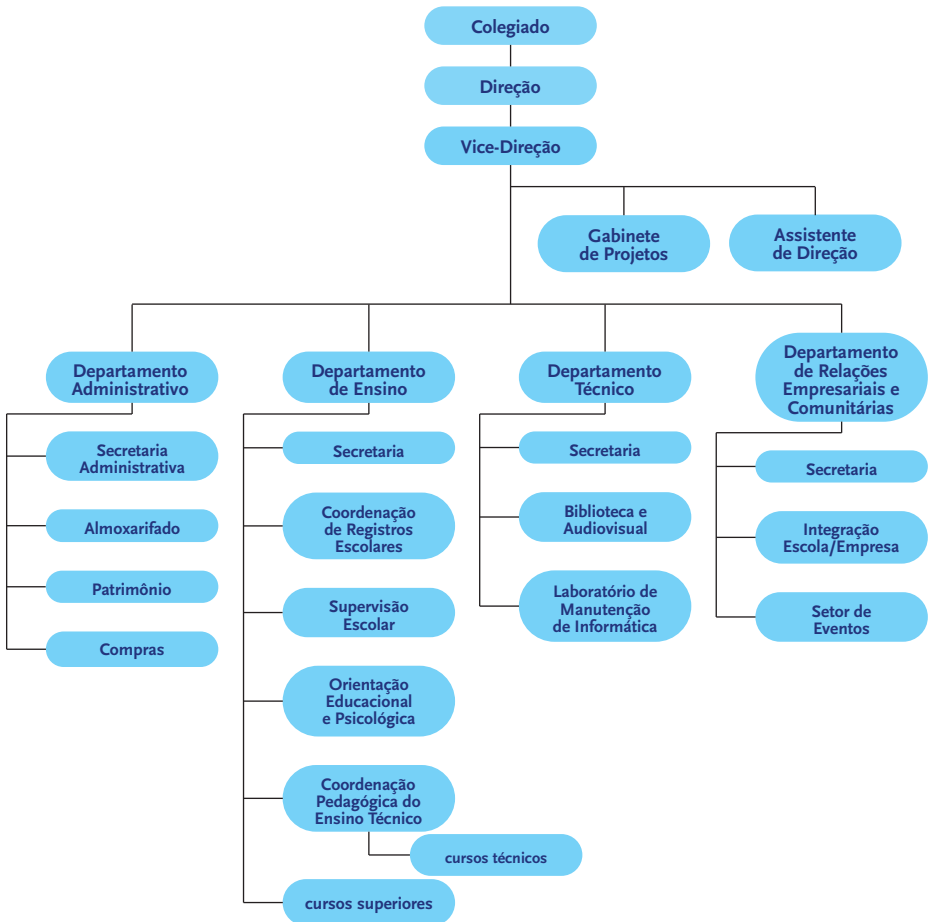 Colegiado
Direção
Vice-Direção
Gabinete
de Projetos
Assistente
de Direção
Departamento
Administrativo
Secretaria
Administrativa
Almoxarifado
Patrimônio
Compras
Departamento
de Ensino
Secretaria
Coordenação
de Registros
Escolares
Supervisão
Escolar
Orientação
Educacional
e Psicológica
Coordenação
Pedagógica do
Ensino Técnico
cursos técnicos
cursos superiores
Departamento
Técnico
Secretaria
Biblioteca e
Audiovisual
Laboratório de
Manutenção
de Informática
Departamento
de Relações
Empresariais e
Comunitárias
Secretaria
Integração
Escola/Empresa
Setor de
Eventos